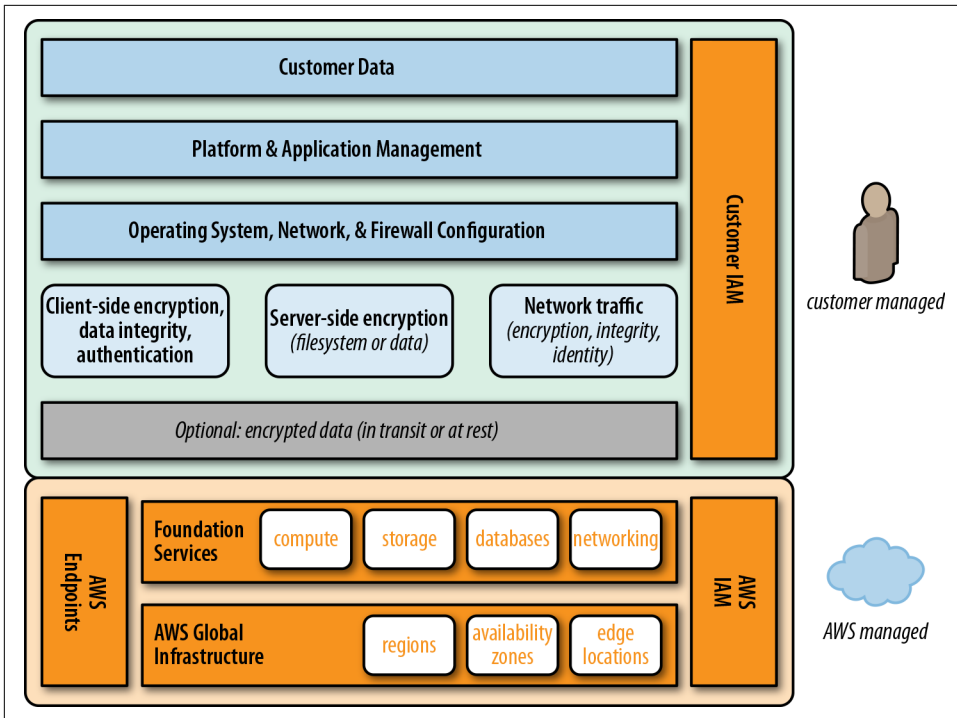 Customer Data
Platform & Application Management
Operating System, Network, & Firewall Configuration
Client-side encryption,
data integrity,
authentication
Server-side encryption
(filesystem or data)
Network traffic
(encryption, integrity,
identity)
Optional: encrypted data (in transit or at rest)
Customer IAM
customer managed
AWS
Endpoints
Foundation
Services
compute
storage
databases
networking
AWS Global
Infrastructure
regions
availability
zones
edge
locations
AWS
IAM
AWS managed